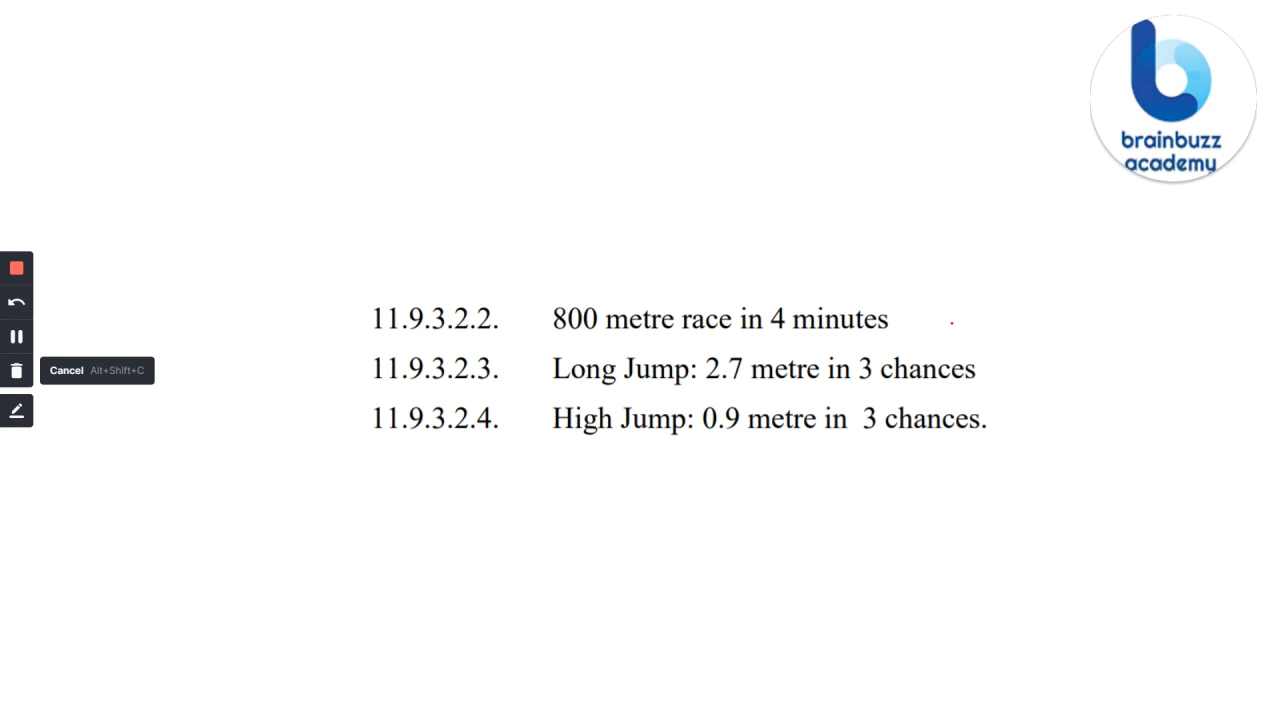 brainbuzz
academy
11.9.3.2.2. 800 metre race in 4 minutes
11.9.3.2.3. Long Jump: 2.7 metre in 3 chances
Cancel Alt+Shift+C
11.9.3.2.4. High Jump: 0.9 metre in  3 chances.